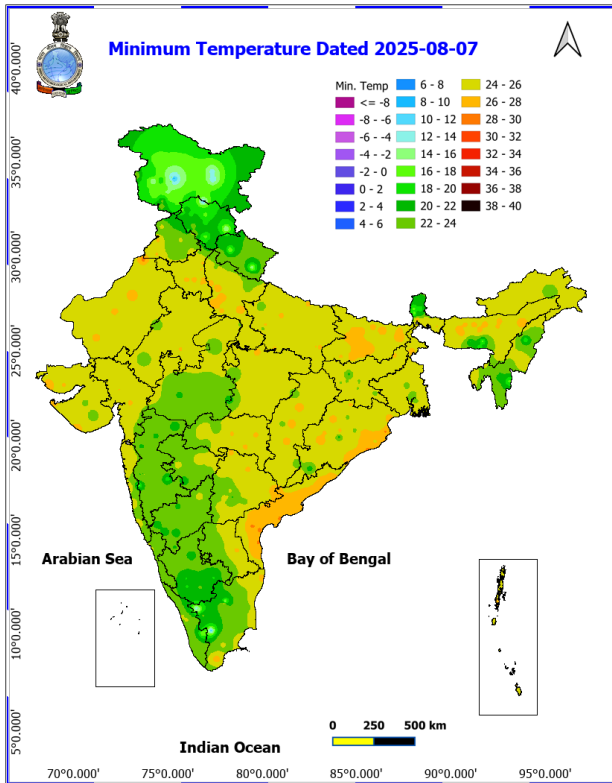 Minimum Temperature Dated 2025-08-07
Min. Temp
<= -8
-8 - -6
-6 - -4
-4 - -2
-2 - 0
0 - 2
2 - 4
4 - 6
6 - 8
8 - 10
10 - 12
12 - 14
14 - 16
16 - 18
18 - 20
20 - 22
22 - 24
24 - 26
26 - 28
28 - 30
30 - 32
32 - 34
34 - 36
36 - 38
38 - 40
40°0.000'
35°0.000'
30°0.000'
25°0.000'
20°0.000'
15°0.000'
10°0.000'
5°0.000'
Arabian Sea
Bay of Bengal
Indian Ocean
0 250 500 km
70°0.000' 75°0.000' 80°0.000' 85°0.000' 90°0.000' 95°0.000'